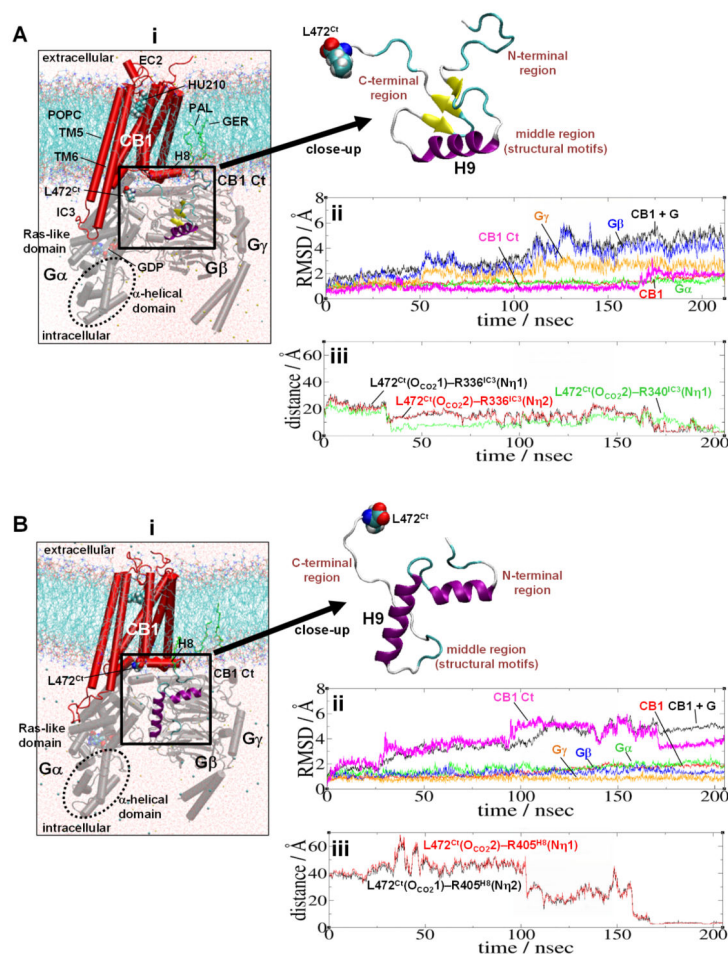 A
i
extracellular
EC2
HU210
PAL
GER
POPC
TM5
CB1
TM6
H8
CB1 Ct
L472Ct
IC3
Ras-like
domain
GDP
Gα
Gβ
Gγ
α-helical
domain
intracellular
L472Ct
N-terminal
region
C-terminal
region
close-up
middle region
(structural motifs)
H9
ii
RMSD / Å
8
6
4
2
0
CB1 Ct
Gγ
Gβ
CB1 + G
CB1
Gα
0 50 100 150 200
time / nsec
iii
distance / Å
60
40
20
0
L472Ct(OCO21)–R336IC3(Nη1)
L472Ct(OCO22)–R336IC3(Nη2)
L472Ct(OCO22)–R340IC3(Nη1)
0 50 100 150 200
time / nsec
B
i
extracellular
CB1
H8
L472Ct
CB1 Ct
Ras-like
domain
Gα
Gβ
Gγ
α-helical
domain
intracellular
L472Ct
C-terminal
region
N-terminal
region
close-up
H9
middle region
(structural motifs)
ii
RMSD / Å
8
6
4
2
0
CB1 Ct
CB1
CB1 + G
Gγ
Gβ
Gα
0 50 100 150 200
time / nsec
iii
distance / Å
60
40
20
0
L472Ct(OCO22)–R405H8(Nη1)
L472Ct(OCO21)–R405H8(Nη2)
0 50 100 150 200
time / nsec